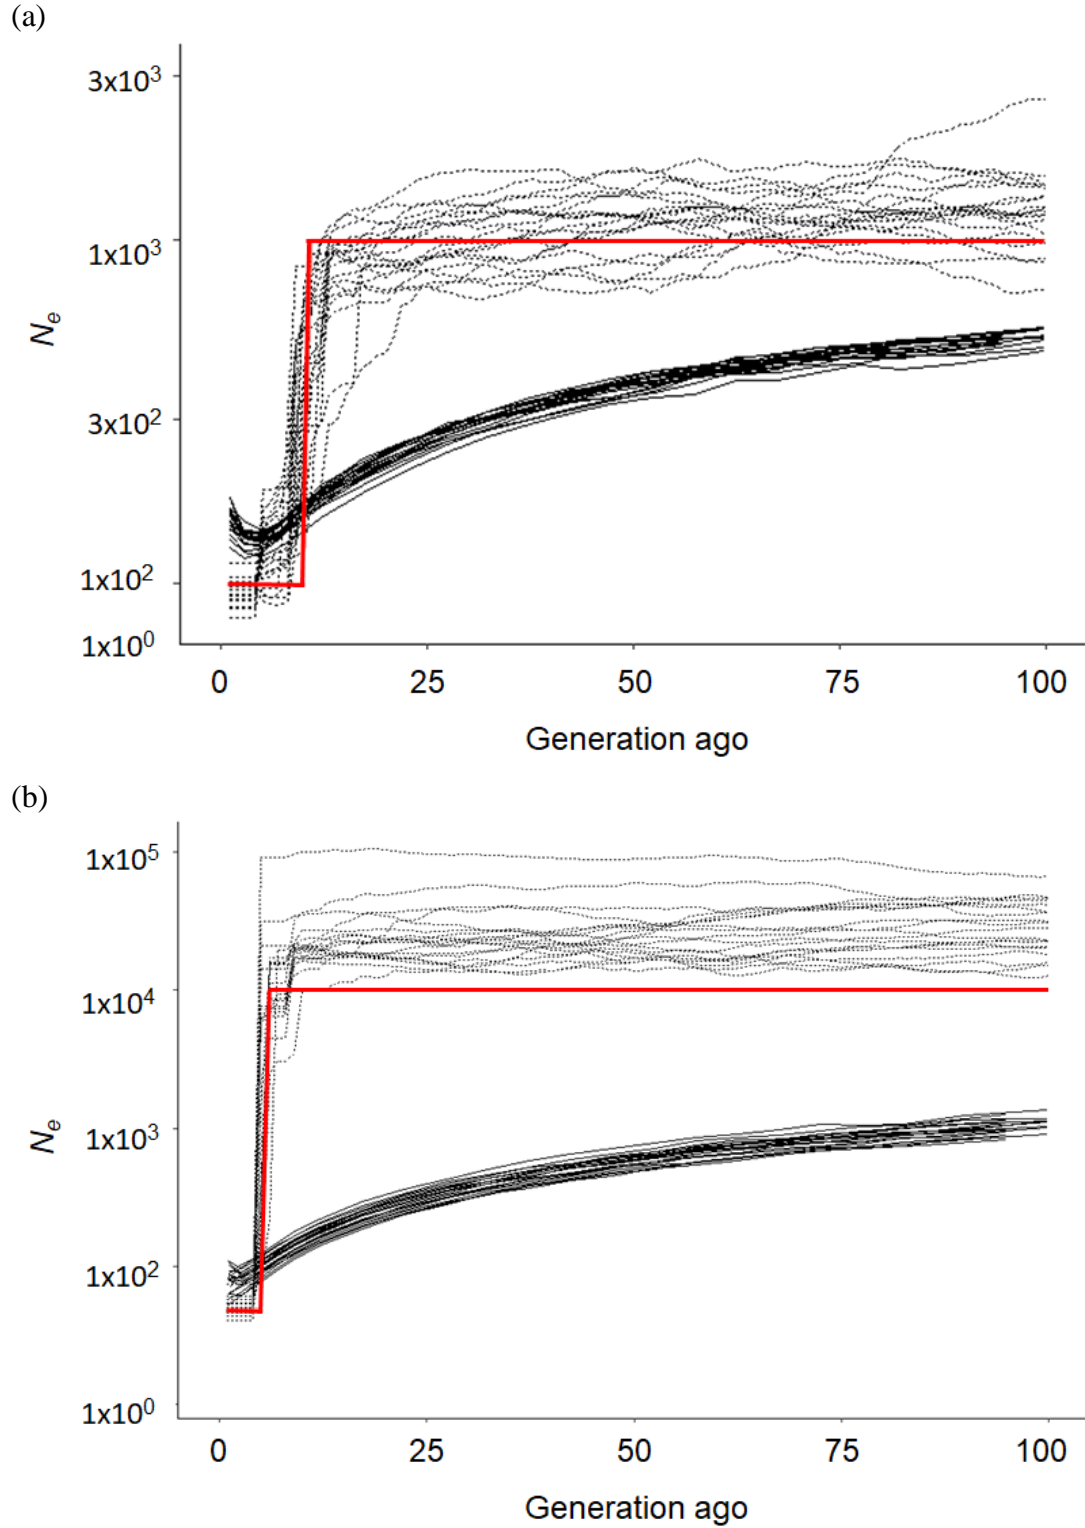 (a)
3x10³
1x10³
3x10²
1x10²
1x10⁰
Nₑ
0 25 50 75 100
Generation ago
(b)
1x10⁵
1x10⁴
1x10³
1x10²
1x10⁰
Nₑ
0 25 50 75 100
Generation ago